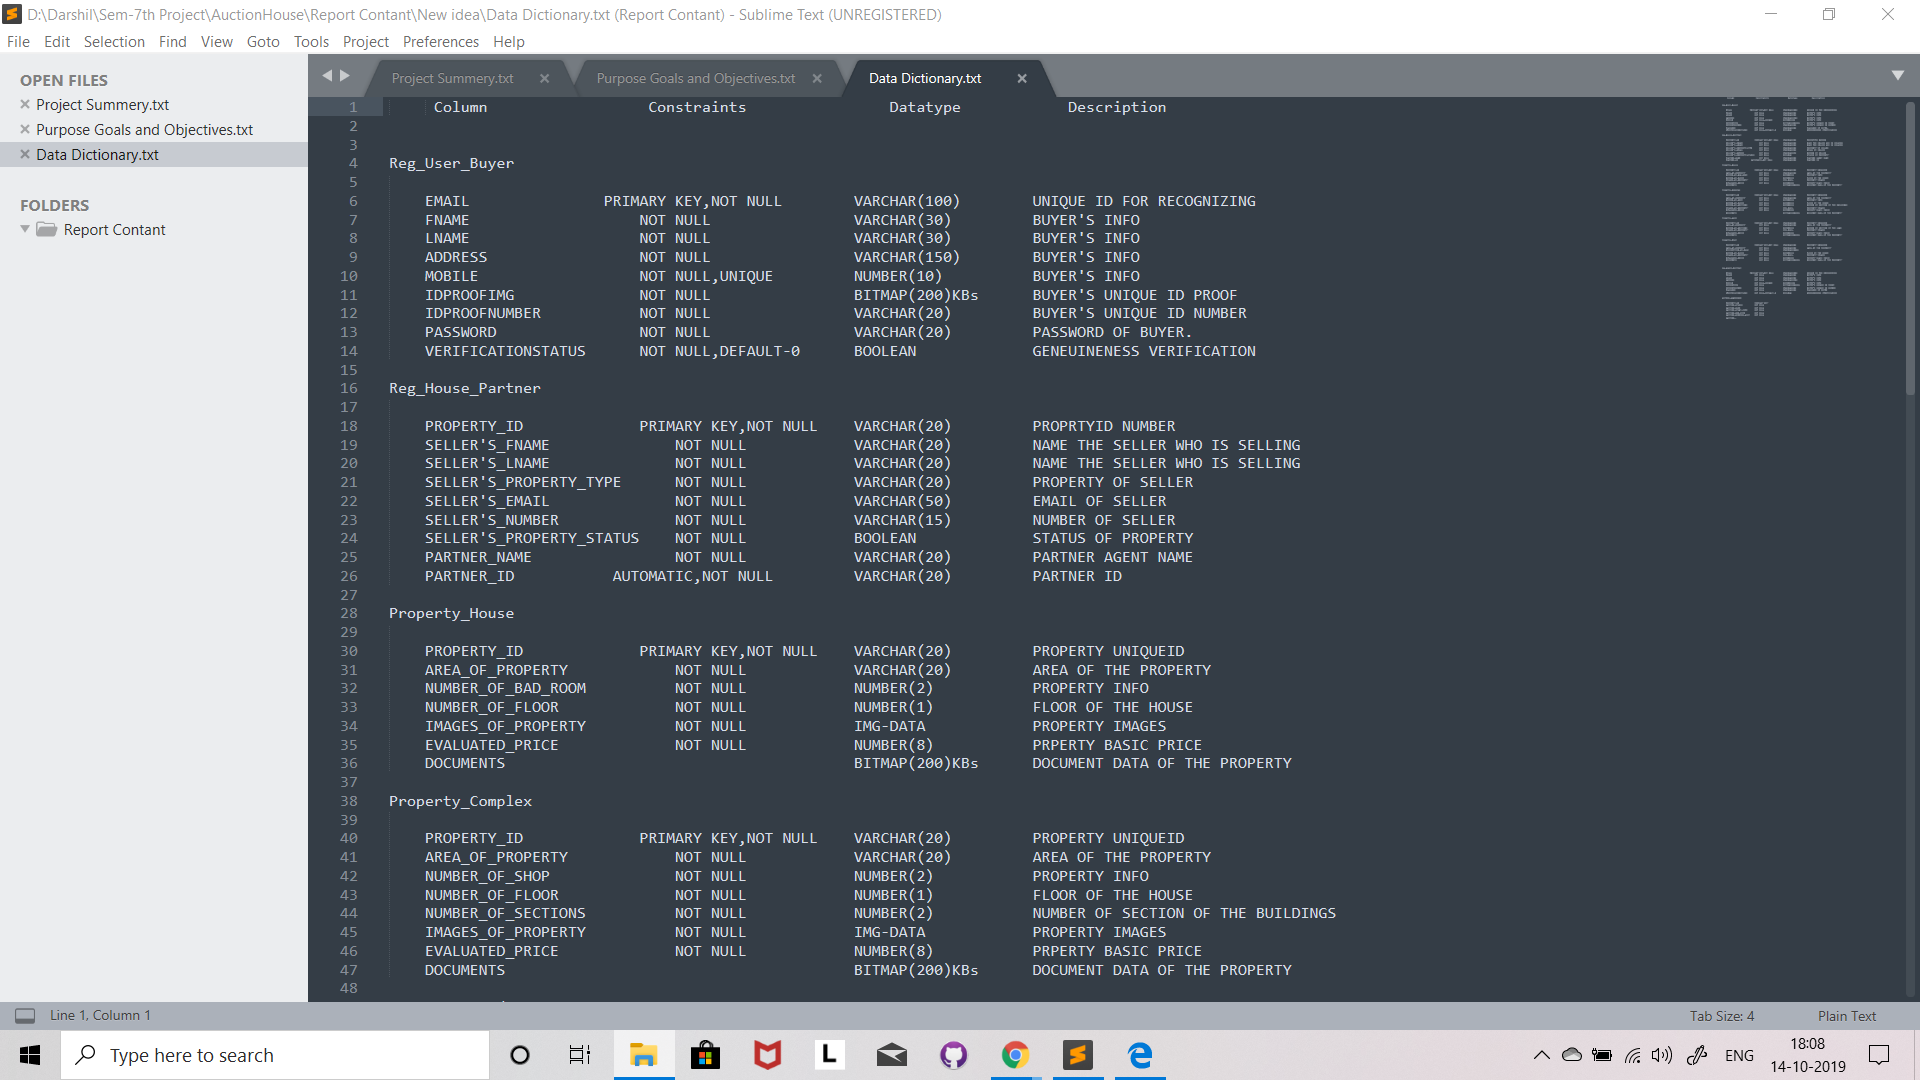 D:\Darshil\Sem-7th Project\AuctionHouse\Report Contant\New idea\Data Dictionary.txt (Report Contant) - Sublime Text (UNREGISTERED)
File Edit Selection Find View Goto Tools Project Preferences Help
OPEN FILES
Project Summery.txt
Purpose Goals and Objectives.txt
Data Dictionary.txt
FOLDERS
Report Contant
Project Summery.txt Purpose Goals and Objectives.txt Data Dictionary.txt
1 Column Constraints Datatype Description
2
3
4 Reg_User_Buyer
5
6 EMAIL PRIMARY KEY,NOT NULL VARCHAR(100) UNIQUE ID FOR RECOGNIZING
7 FNAME NOT NULL VARCHAR(30) BUYER'S INFO
8 LNAME NOT NULL VARCHAR(30) BUYER'S INFO
9 ADDRESS NOT NULL VARCHAR(150) BUYER'S INFO
10 MOBILE NOT NULL,UNIQUE NUMBER(10) BUYER'S INFO
11 IDPROOFIMG NOT NULL BITMAP(200)KBs BUYER'S UNIQUE ID PROOF
12 IDPROOFNUMBER NOT NULL VARCHAR(20) BUYER'S UNIQUE ID NUMBER
13 PASSWORD NOT NULL VARCHAR(20) PASSWORD OF BUYER.
14 VERIFICATIONSTATUS NOT NULL,DEFAULT-0 BOOLEAN GENEUINENESS VERIFICATION
15
16 Reg_House_Partner
17
18 PROPERTY_ID PRIMARY KEY,NOT NULL VARCHAR(20) PROPRTYID NUMBER
19 SELLER'S_FNAME NOT NULL VARCHAR(20) NAME THE SELLER WHO IS SELLING
20 SELLER'S_LNAME NOT NULL VARCHAR(20) NAME THE SELLER WHO IS SELLING
21 SELLER'S_PROPERTY_TYPE NOT NULL VARCHAR(20) PROPERTY OF SELLER
22 SELLER'S_EMAIL NOT NULL VARCHAR(50) EMAIL OF SELLER
23 SELLER'S_NUMBER NOT NULL VARCHAR(15) NUMBER OF SELLER
24 SELLER'S_PROPERTY_STATUS NOT NULL BOOLEAN STATUS OF PROPERTY
25 PARTNER_NAME NOT NULL VARCHAR(20) PARTNER AGENT NAME
26 PARTNER_ID AUTOMATIC,NOT NULL VARCHAR(20) PARTNER ID
27
28 Property_House
29
30 PROPERTY_ID PRIMARY KEY,NOT NULL VARCHAR(20) PROPERTY UNIQUEID
31 AREA_OF_PROPERTY NOT NULL VARCHAR(20) AREA OF THE PROPERTY
32 NUMBER_OF_BAD_ROOM NOT NULL NUMBER(2) PROPERTY INFO
33 NUMBER_OF_FLOOR NOT NULL NUMBER(1) FLOOR OF THE HOUSE
34 IMAGES_OF_PROPERTY NOT NULL IMG-DATA PROPERTY IMAGES
35 EVALUATED_PRICE NOT NULL NUMBER(8) PRPERTY BASIC PRICE
36 DOCUMENTS BITMAP(200)KBs DOCUMENT DATA OF THE PROPERTY
37
38 Property_Complex
39
40 PROPERTY_ID PRIMARY KEY,NOT NULL VARCHAR(20) PROPERTY UNIQUEID
41 AREA_OF_PROPERTY NOT NULL VARCHAR(20) AREA OF THE PROPERTY
42 NUMBER_OF_SHOP NOT NULL NUMBER(2) PROPERTY INFO
43 NUMBER_OF_FLOOR NOT NULL NUMBER(1) FLOOR OF THE HOUSE
44 NUMBER_OF_SECTIONS NOT NULL NUMBER(2) NUMBER OF SECTION OF THE BUILDINGS
45 IMAGES_OF_PROPERTY NOT NULL IMG-DATA PROPERTY IMAGES
46 EVALUATED_PRICE NOT NULL NUMBER(8) PRPERTY BASIC PRICE
47 DOCUMENTS BITMAP(200)KBs DOCUMENT DATA OF THE PROPERTY
48
Line 1, Column 1 Tab Size: 4 Plain Text
Type here to search L ENG 18:08
14-10-2019